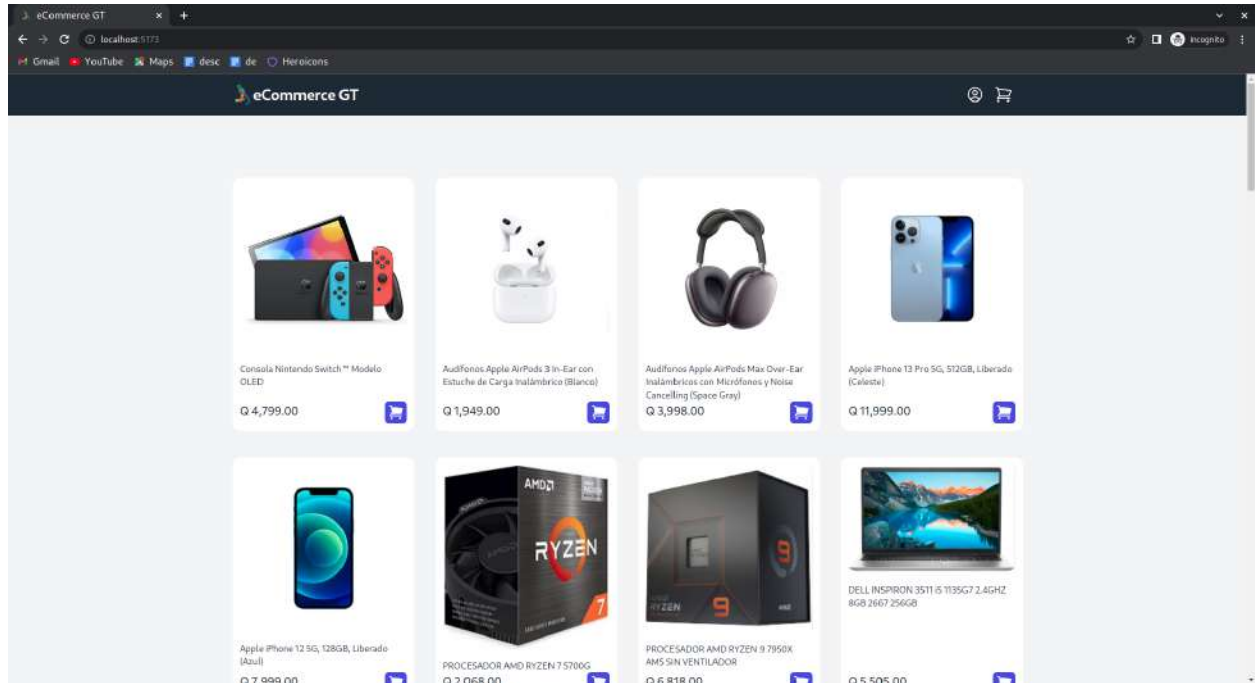 eCommerce GT
localhost:5173
Incognito
Gmail YouTube Maps desc de Heroicons
eCommerce GT
Consola Nintendo Switch ™ Modelo
OLED
Q 4,799.00
Audífonos Apple AirPods 3 In-Ear con
Estuche de Carga Inalámbrico (Blanco)
Q 1,949.00
Audífonos Apple AirPods Max Over-Ear
Inalámbricos con Micrófonos y Noise
Cancelling (Space Gray)
Q 3,998.00
Apple iPhone 13 Pro 5G, 512GB, Liberado
(Celeste)
Q 11,999.00
Apple iPhone 12 5G, 128GB, Liberado
(Azul)
Q 7,999.00
AMD
RYZEN
7
PROCESADOR AMD RYZEN 7 5700G
Q 2,068.00
RYZEN
9
PROCESADOR AMD RYZEN 9 7950X
AM5 SIN VENTILADOR
Q 6,818.00
DELL INSPIRON 3511 i5 1135G7 2.4GHZ
8GB 2667 256GB
Q 5,505.00